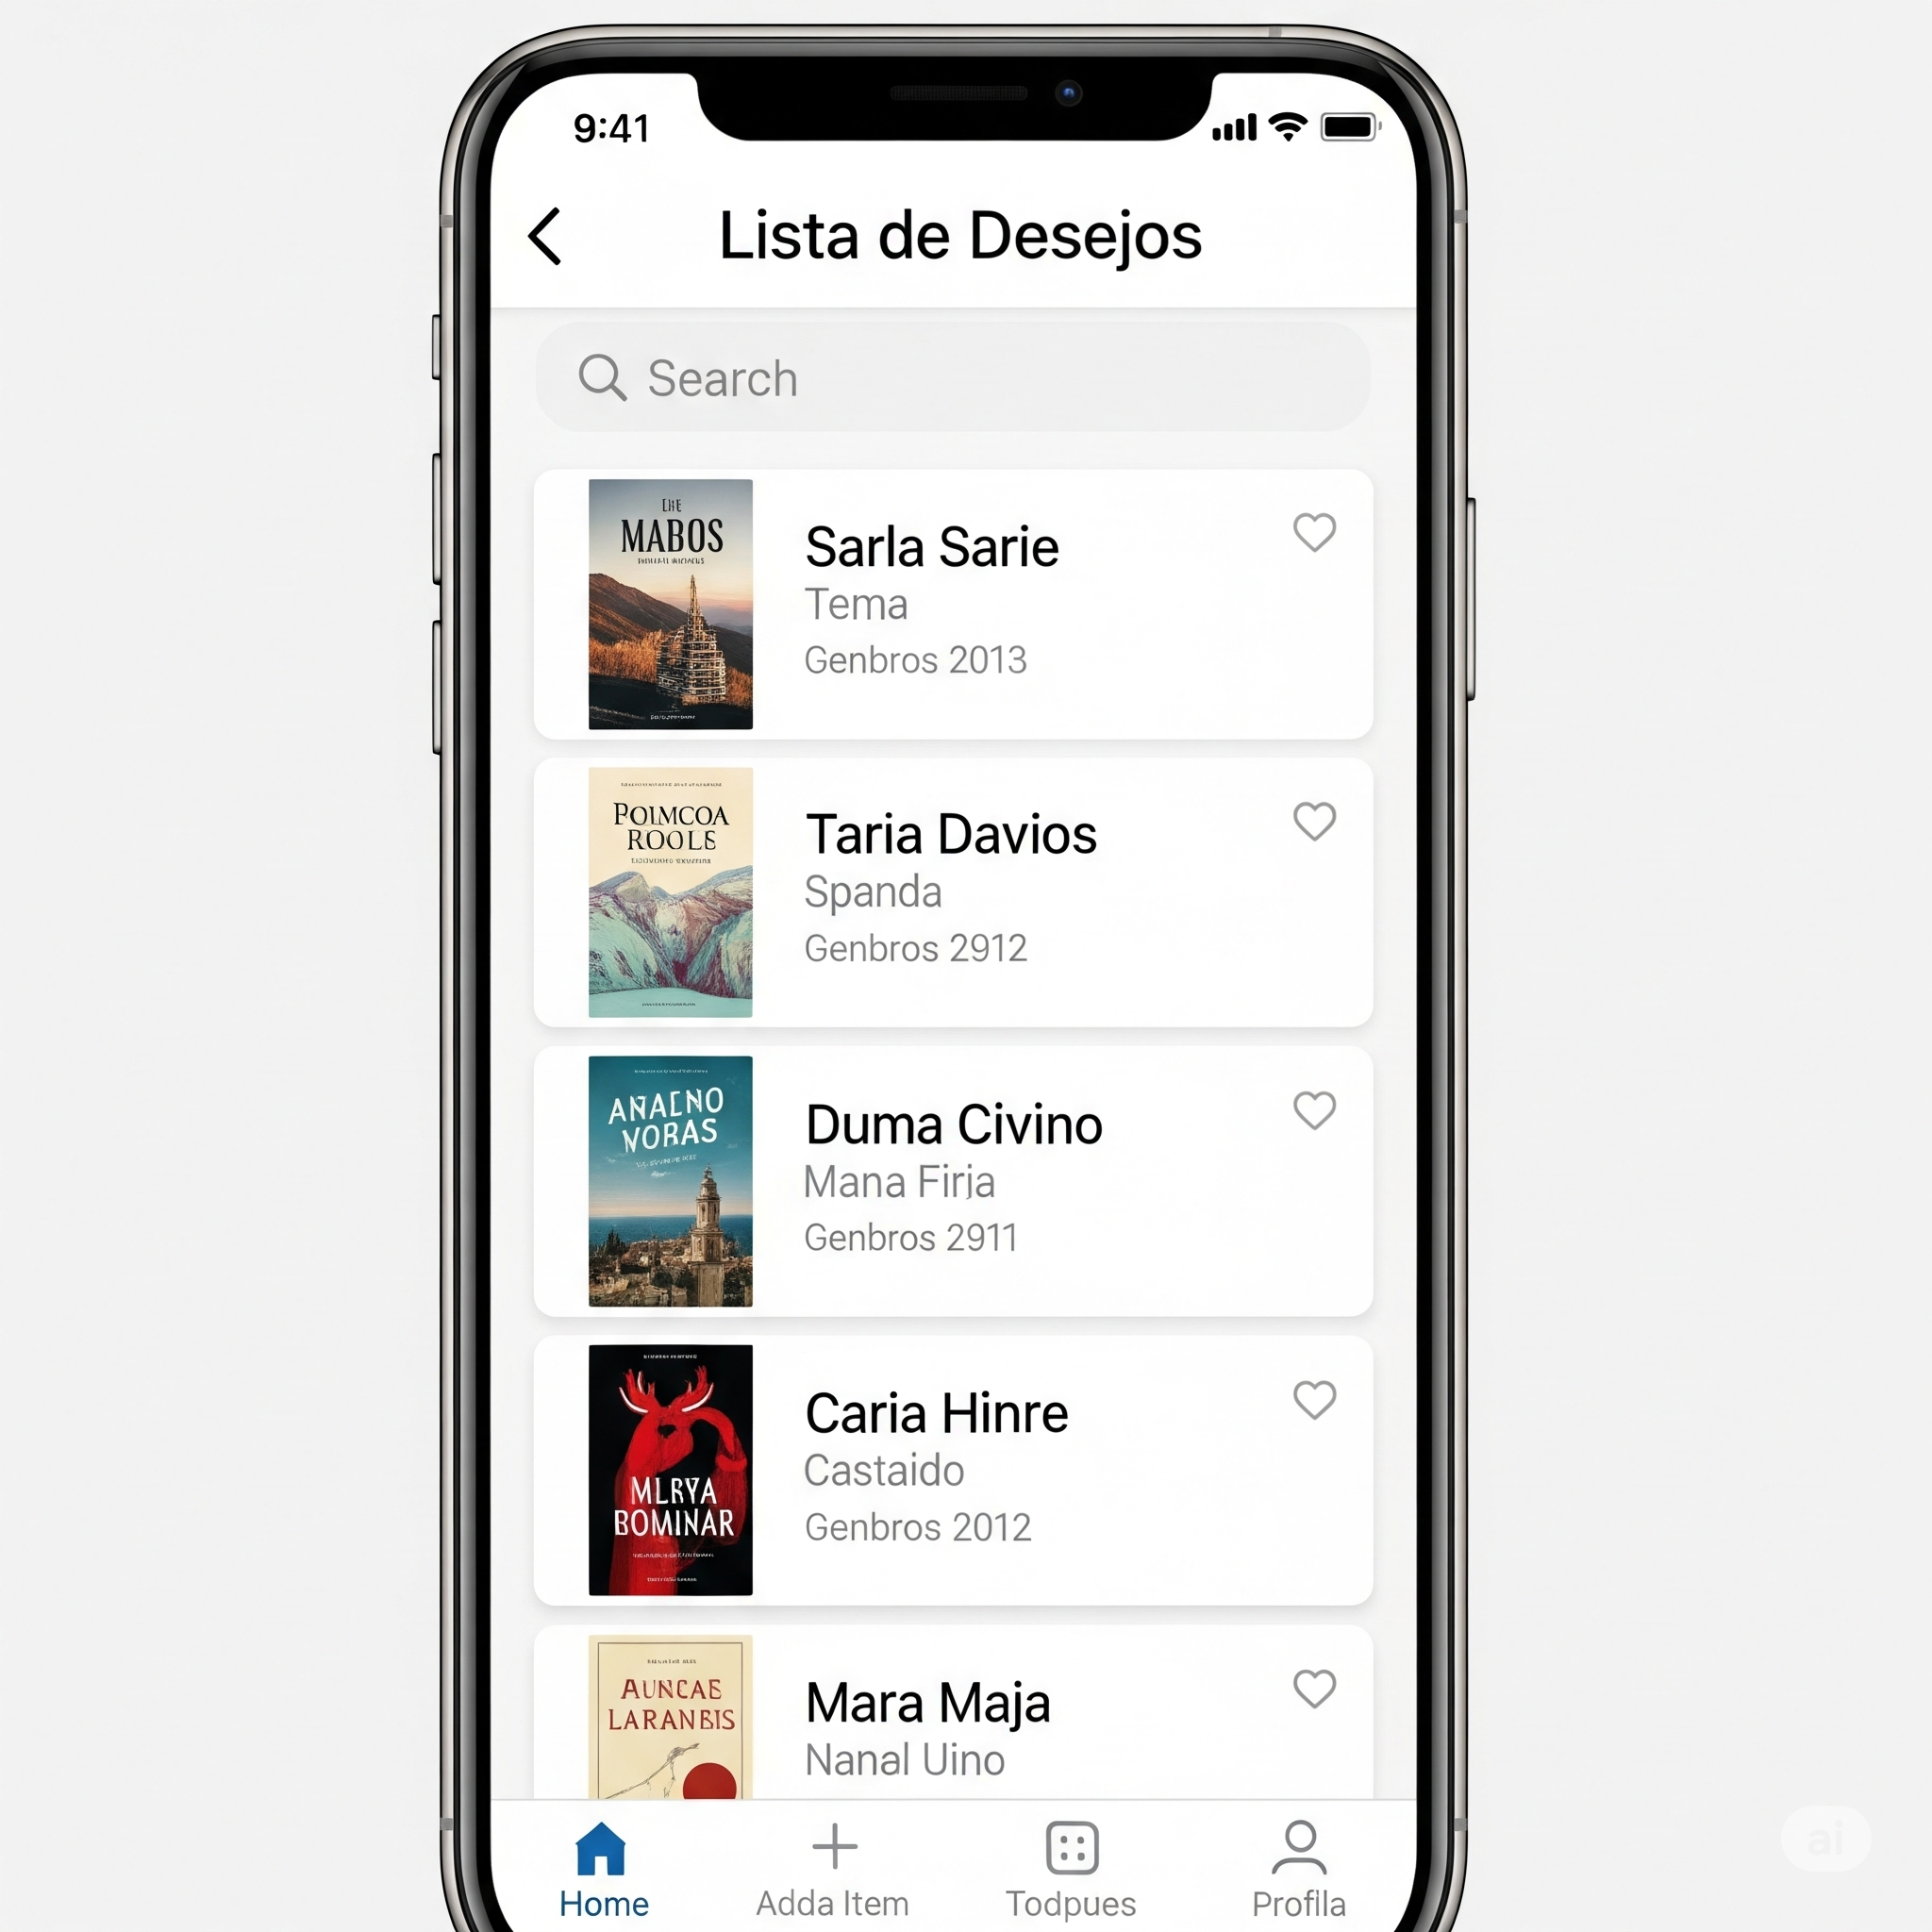 9:41
Lista de Desejos
Search
THE
MABOS
Sarla Sarie
Tema
Genbros 2013
POIMCOA
ROOLS
Taria Davios
Spanda
Genbros 2912
ANAENO
VORAS
Duma Civino
Mana Firja
Genbros 2911
MLRYA
BOMINAR
Caria Hinre
Castaido
Genbros 2012
AUNCAE
LARANBIS
Mara Maja
Nanal Uino
Home
Adda Item
Todpues
Profila
ai